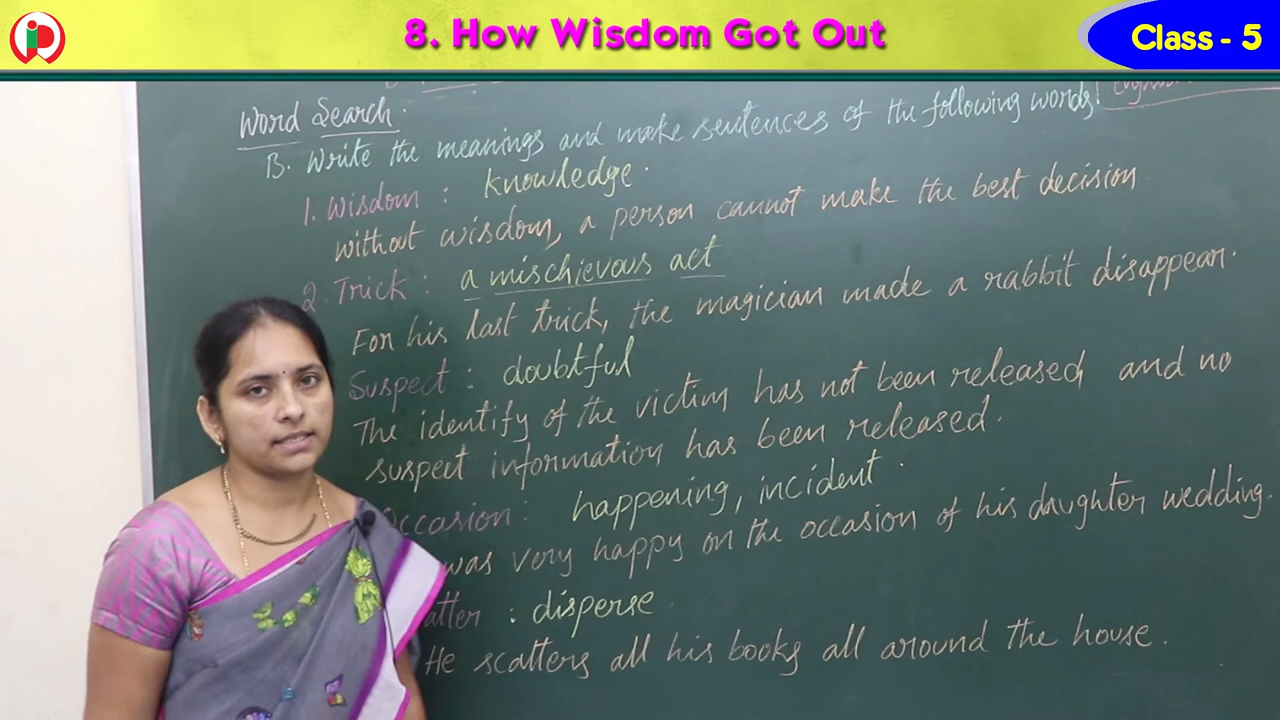 8. How Wisdom Got Out
Class - 5
Word Search.
B. Write the meanings and make sentences of the following words!
1. Wisdom : knowledge.
without wisdom, a person cannot make the best decision
2. Trick : a mischievous act
For his last trick, the magician made a rabbit disappear.
Suspect : doubtful
The identify of the victim has not been released and no
suspect information has been released.
Occasion : happening, incident.
was very happy on the occasion of his daughter wedding.
atter : disperse
He scatters all his books all around the house.